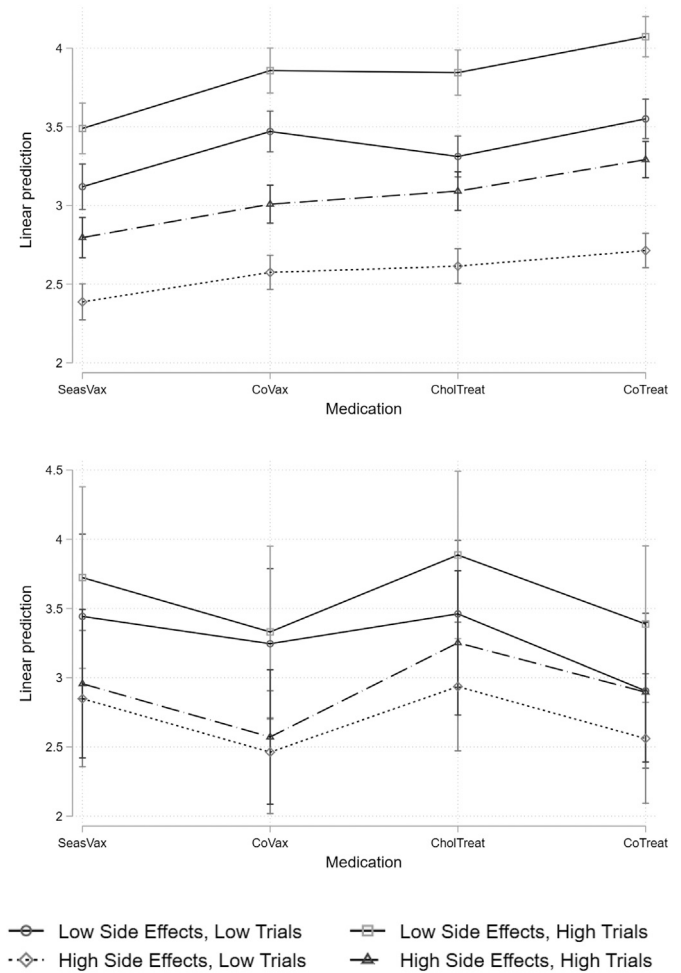 4
3.5
3
2.5
2
Linear prediction
SeasVax CoVax CholTreat CoTreat
Medication
4.5
4
3.5
3
2.5
2
Linear prediction
SeasVax CoVax CholTreat CoTreat
Medication
Low Side Effects, Low Trials Low Side Effects, High Trials
High Side Effects, Low Trials High Side Effects, High Trials